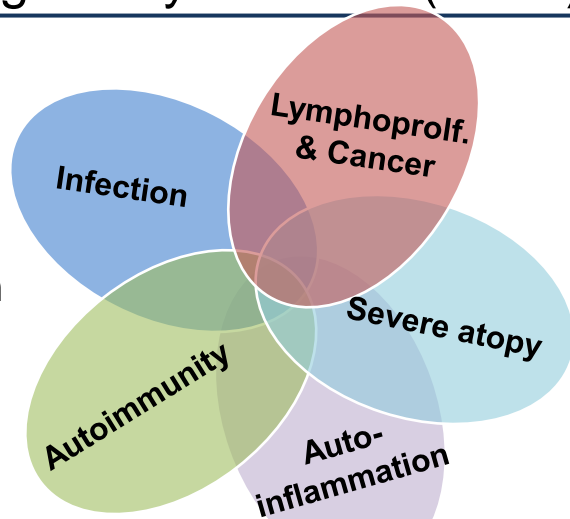 Lymphoprolf.
& Cancer
Infection
Severe atopy
Autoimmunity
Auto-
inflammation